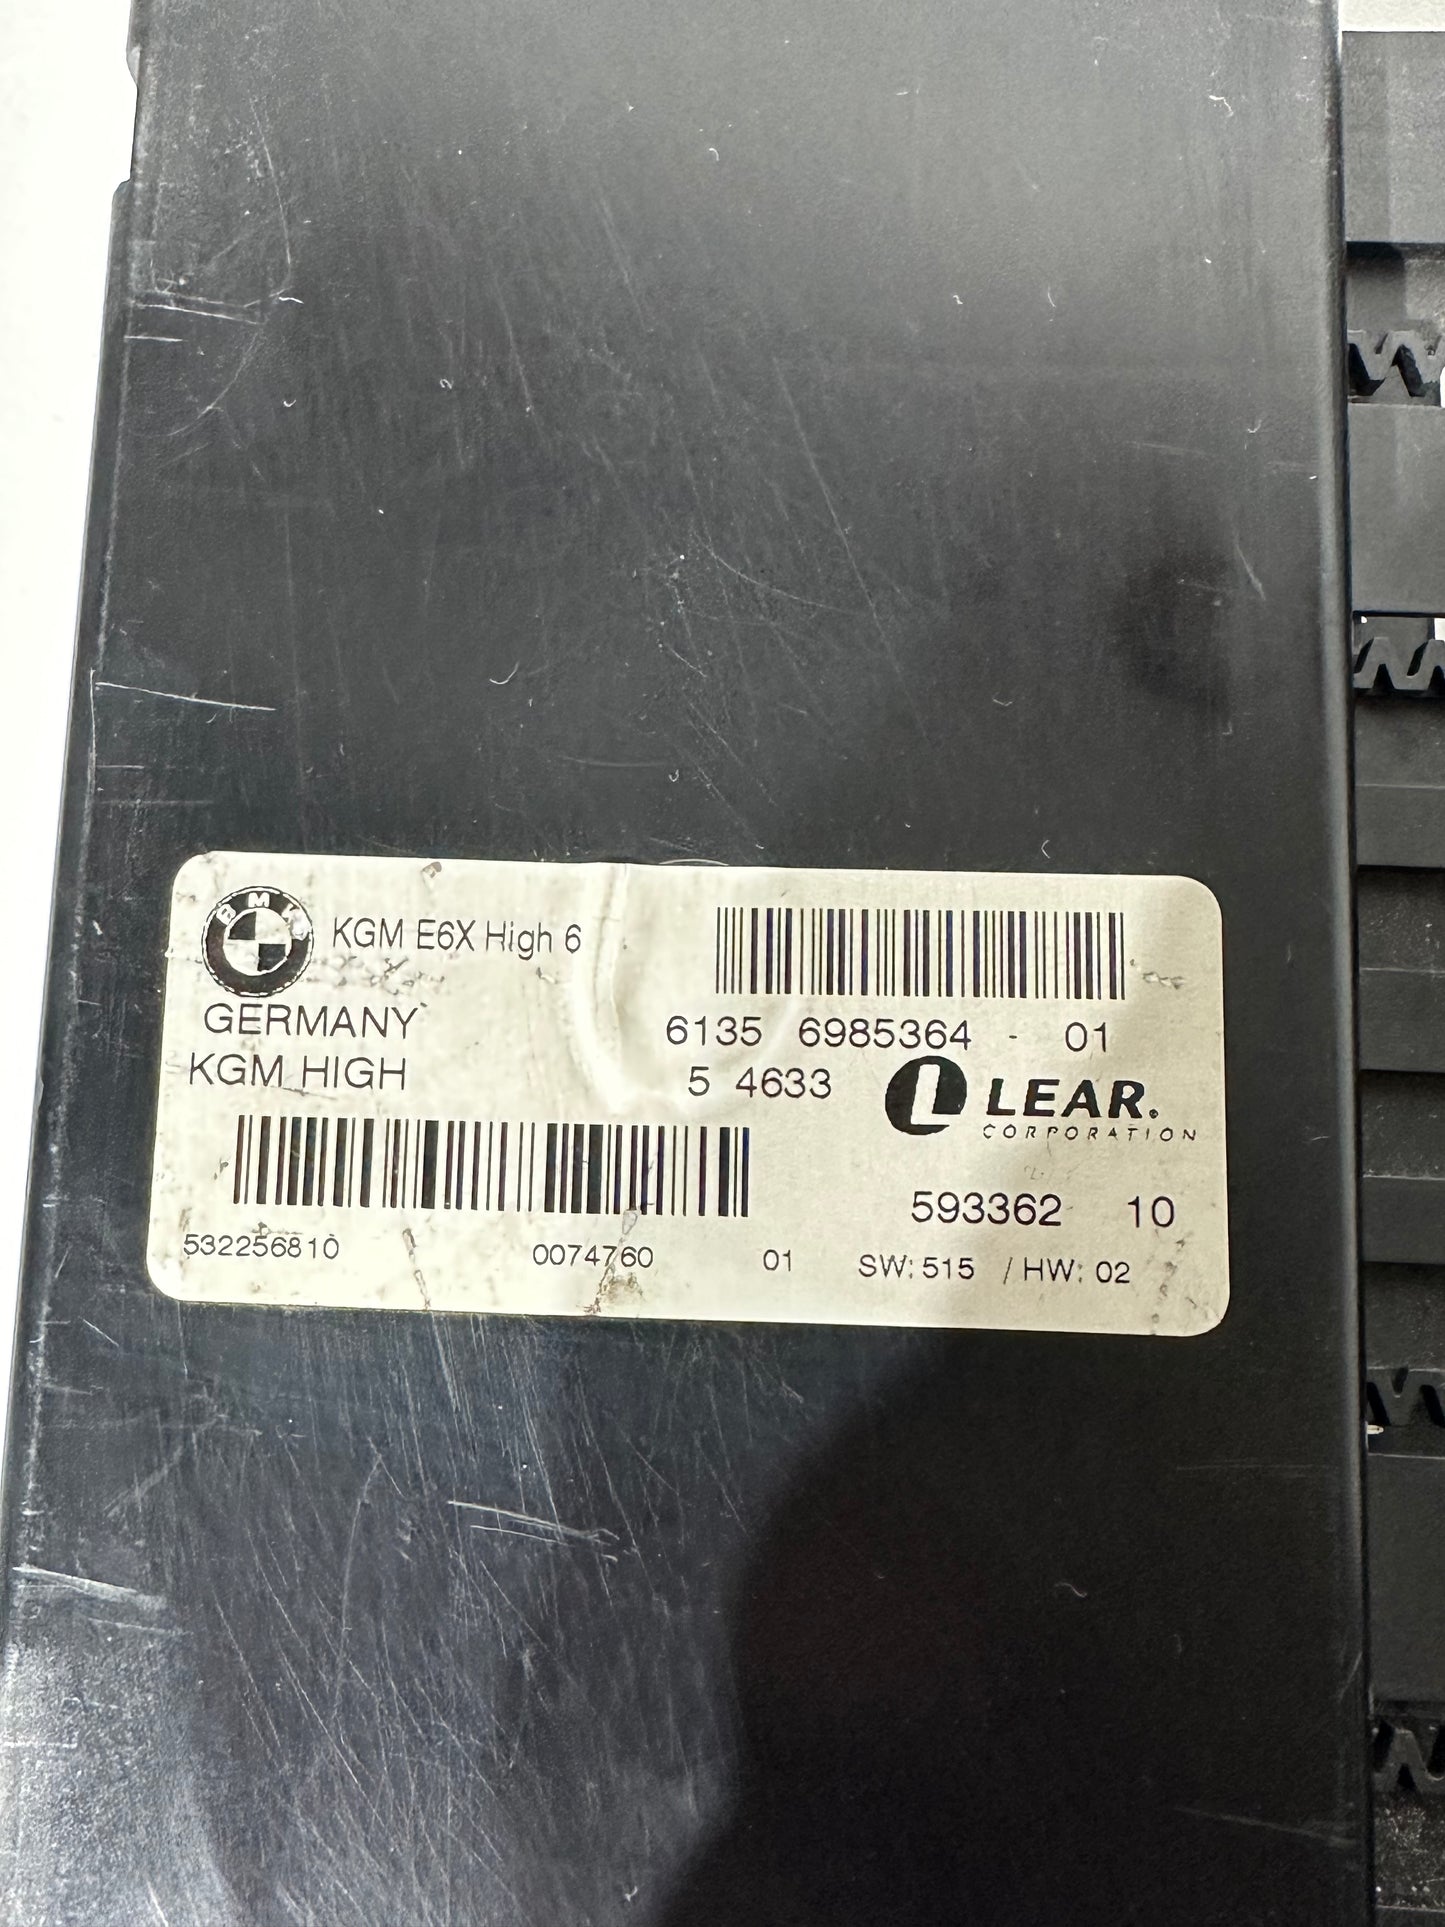 BMW KGM E6X High 6
GERMANY 6135 6985364 - 01
KGM HIGH 5 4633 L LEAR.
CORPORATION
593362 10
532256810 0074760 01 SW: 515 / HW: 02